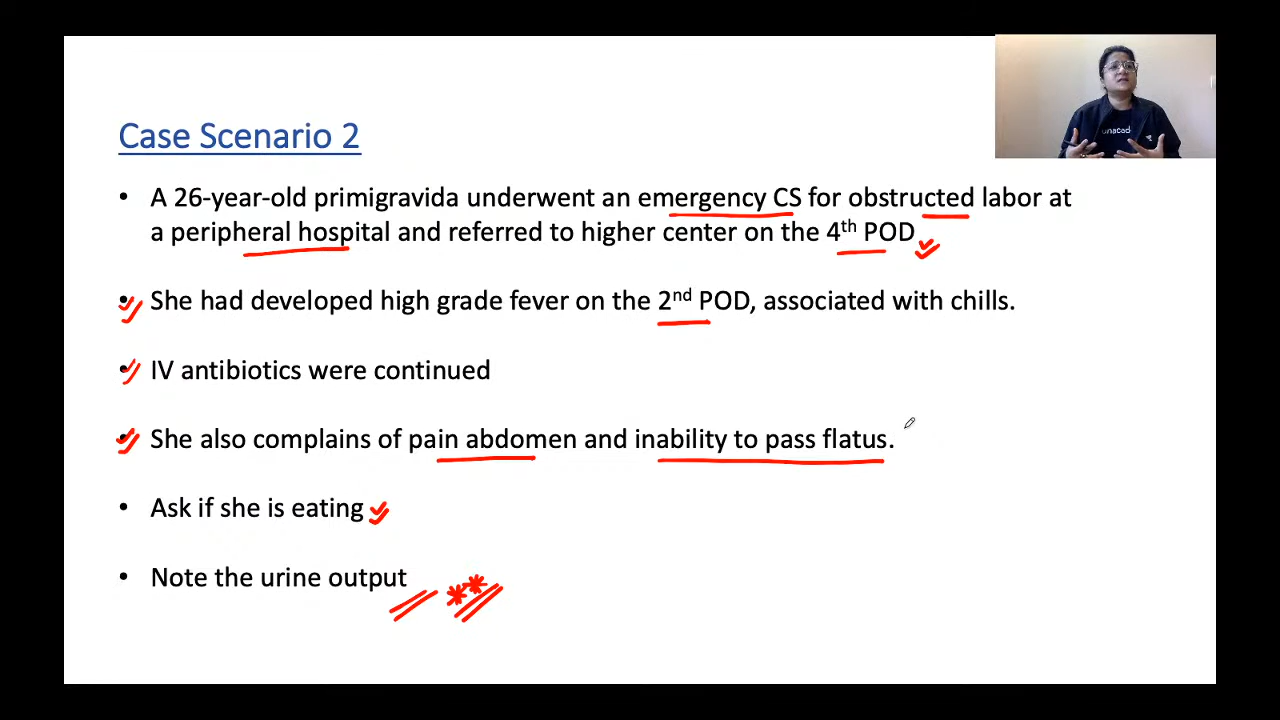 Case Scenario 2
• A 26-year-old primigravida underwent an emergency CS for obstructed labor at
a peripheral hospital and referred to higher center on the 4th POD
• She had developed high grade fever on the 2nd POD, associated with chills.
• IV antibiotics were continued
• She also complains of pain abdomen and inability to pass flatus.
• Ask if she is eating
• Note the urine output